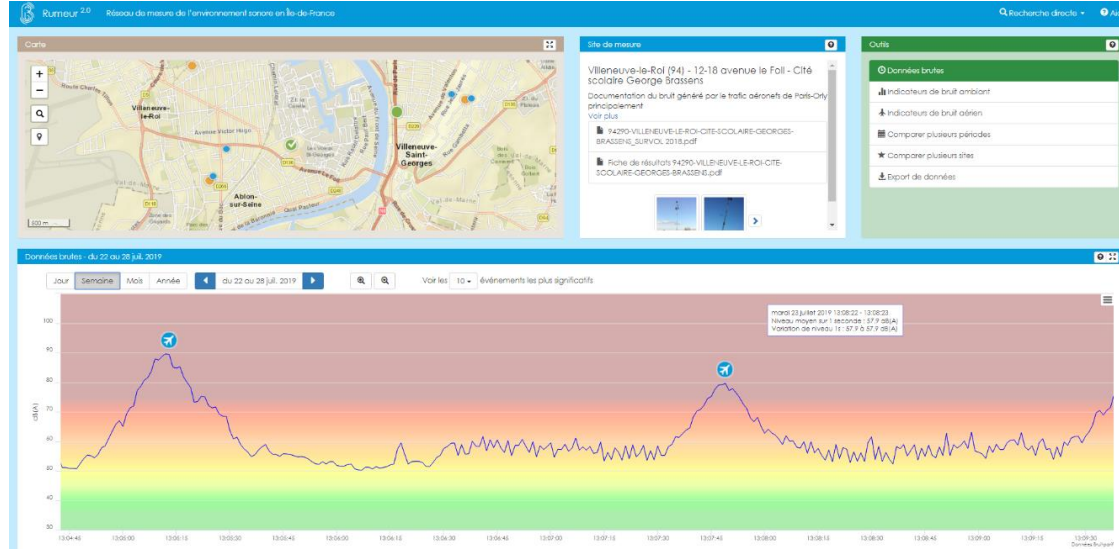 Rumeur 2.0 Réseau de mesure de l'environnement sonore en Île-de-France
Recherche directe
Carte
+
−
Villeneuve-
le-Roi
Avenue Victor Hugo
Villeneuve-
Saint-
Georges
Ablon-
sur-Seine
Quai Pasteur
Val-de-Marne
500 m
Site de mesure
Villeneuve-le-Roi (94) - 12-18 avenue le Foll - Cité
scolaire George Brassens
Documentation du bruit généré par le trafic aéronefs de Paris-Orly
principalement
Voir plus
94290-VILLENEUVE-LE-ROI-CITE-SCOLAIRE-GEORGES-
BRASSENS_SURVOL 2018.pdf
Fiche de résultats 94290-VILLENEUVE-LE-ROI-CITE-
SCOLAIRE-GEORGES-BRASSENS.pdf
Outils
Données brutes
Indicateurs de bruit ambiant
Indicateurs de bruit aérien
Comparer plusieurs périodes
Comparer plusieurs sites
Export de données
Données brutes - du 22 au 28 juil. 2019
Jour Semaine Mois Année du 22 au 28 juil. 2019 Voir les 10 événements les plus significatifs
mardi 23 juillet 2019 13:08:22 - 13:08:23
Niveau moyen sur 1 seconde : 57.9 dB(A)
Variation de niveau 1s : 57.9 à 57.9 dB(A)
dB(A)
100
90
80
70
60
50
40
30
13:04:45 13:05:00 13:05:15 13:05:30 13:05:45 13:06:00 13:06:15 13:06:30 13:06:45 13:07:00 13:07:15 13:07:30 13:07:45 13:08:00 13:08:15 13:08:30 13:08:45 13:09:00 13:09:15 13:09:30
Données Bruitparif